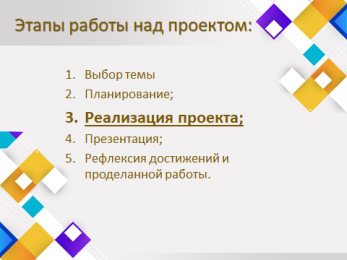 Этапы работы над проектом:
1. Выбор темы
2. Планирование;
3. Реализация проекта;
4. Презентация;
5. Рефлексия достижений и
проделанной работы.